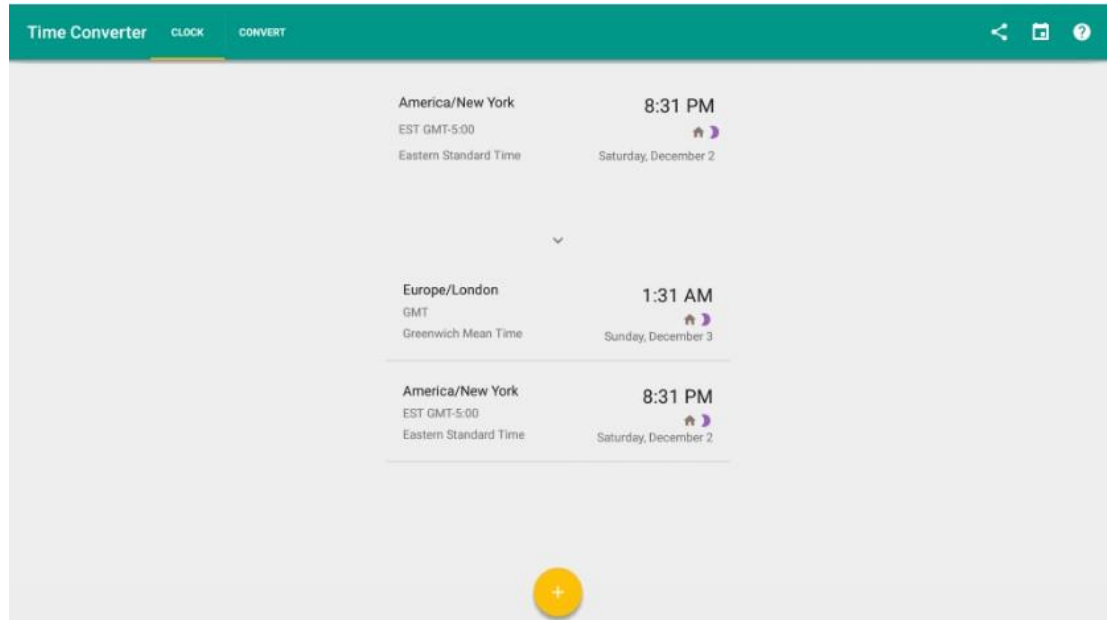 Time Converter CLOCK CONVERT
America/New York 8:31 PM
EST GMT-5:00
Eastern Standard Time Saturday, December 2
Europe/London 1:31 AM
GMT
Greenwich Mean Time Sunday, December 3
America/New York 8:31 PM
EST GMT-5:00
Eastern Standard Time Saturday, December 2